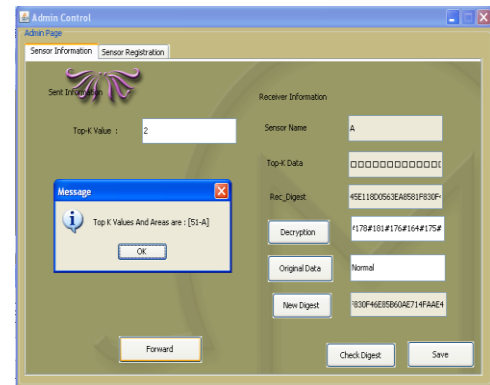 Admin Control
Admin Page
Sensor Information Sensor Registration
Sent Information
Receiver Information
Top-K Value : 2
Sensor Name A
Top-K Data
Rec_Digest 45E118D0563EA8581F830F
Message
Top K Values And Areas are : [51-A]
OK
Decryption #178#181#176#164#175#
Original Data Normal
New Digest 830F46E85B60AE714FAAE4
Forward
Check Digest Save